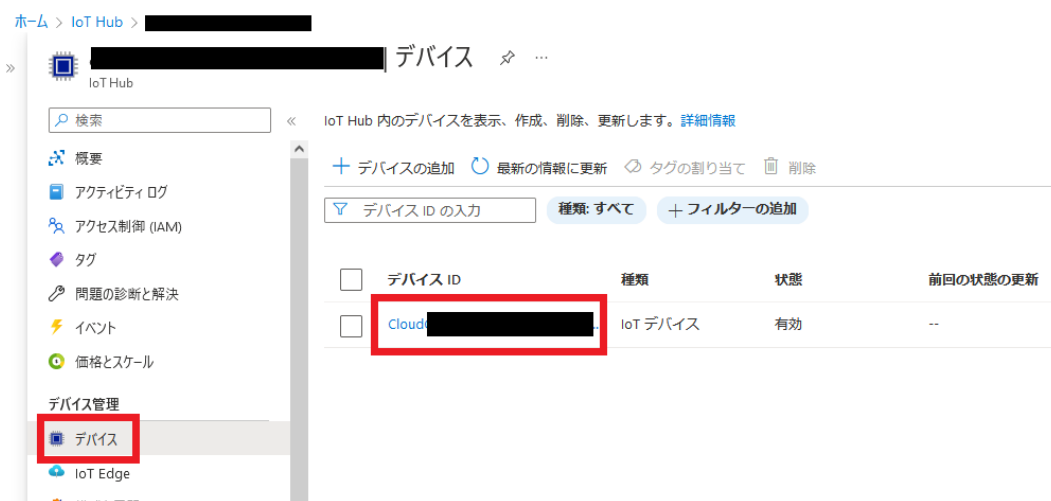 ホーム > IoT Hub >
デバイス
IoT Hub
検索
IoT Hub 内のデバイスを表示、作成、削除、更新します。詳細情報
概要
アクティビティ ログ
アクセス制御 (IAM)
タグ
問題の診断と解決
イベント
価格とスケール
デバイス管理
デバイス
IoT Edge
デバイスの追加 最新の情報に更新 タグの割り当て 削除
デバイス ID の入力 種類: すべて フィルターの追加
デバイス ID 種類 状態 前回の状態の更新
Cloud ... IoT デバイス 有効 --